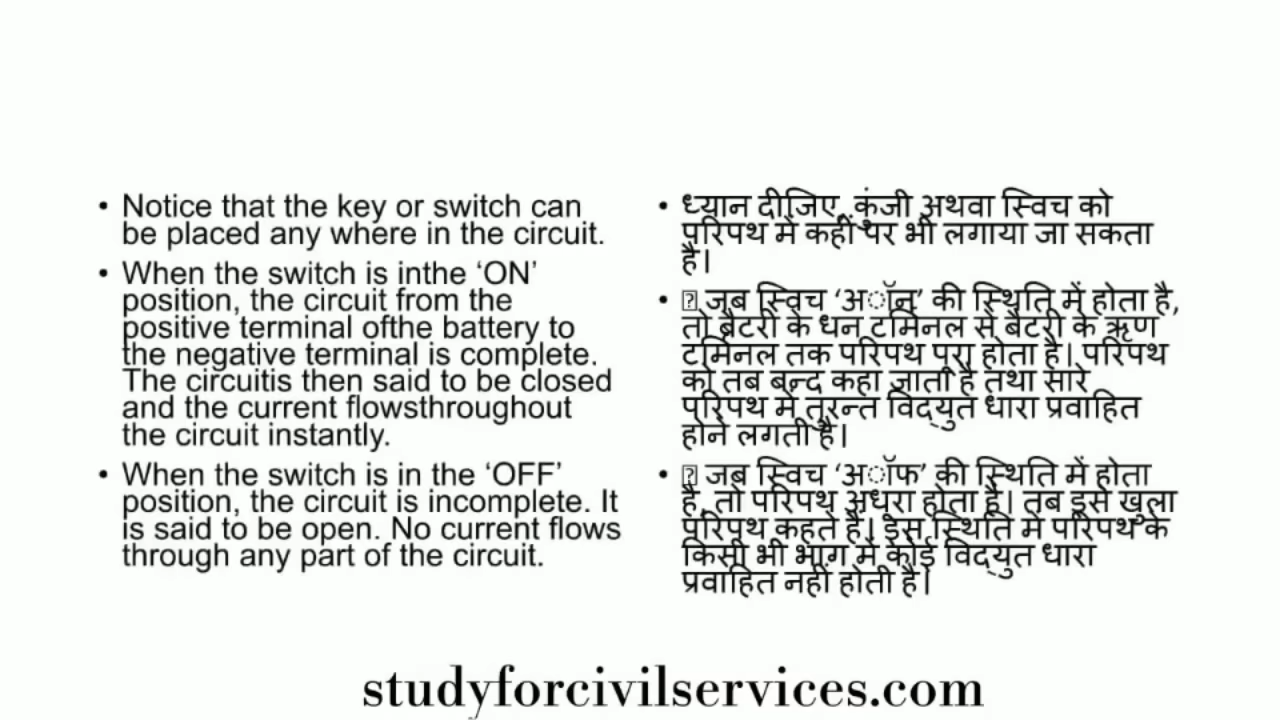 • Notice that the key or switch can
be placed any where in the circuit.
• When the switch is inthe ‘ON’
position, the circuit from the
positive terminal ofthe battery to
the negative terminal is complete.
The circuitis then said to be closed
and the current flowsthroughout
the circuit instantly.
• When the switch is in the ‘OFF’
position, the circuit is incomplete. It
is said to be open. No current flows
through any part of the circuit.
• ध्यान दीजिए, कुंजी अथवा स्विच को
परिपथ में कहीं पर भी लगाया जा सकता
है।
• जब स्विच ‘अॉन’ की स्थिति में होता है,
तो बैटरी के धन टर्मिनल से बैटरी के ऋण
टर्मिनल तक परिपथ पूरा होता है। परिपथ
को तब बन्द कहा जाता है तथा सारे
परिपथ में तुरन्त विद्युत धारा प्रवाहित
होने लगती है।
• जब स्विच ‘अॉफ’ की स्थिति में होता
है, तो परिपथ अधूरा होता है। तब इसे खुला
परिपथ कहते हैं। इस स्थिति में परिपथ के
किसी भी भाग में कोई विद्युत धारा
प्रवाहित नहीं होती है।
studyforcivilservices.com